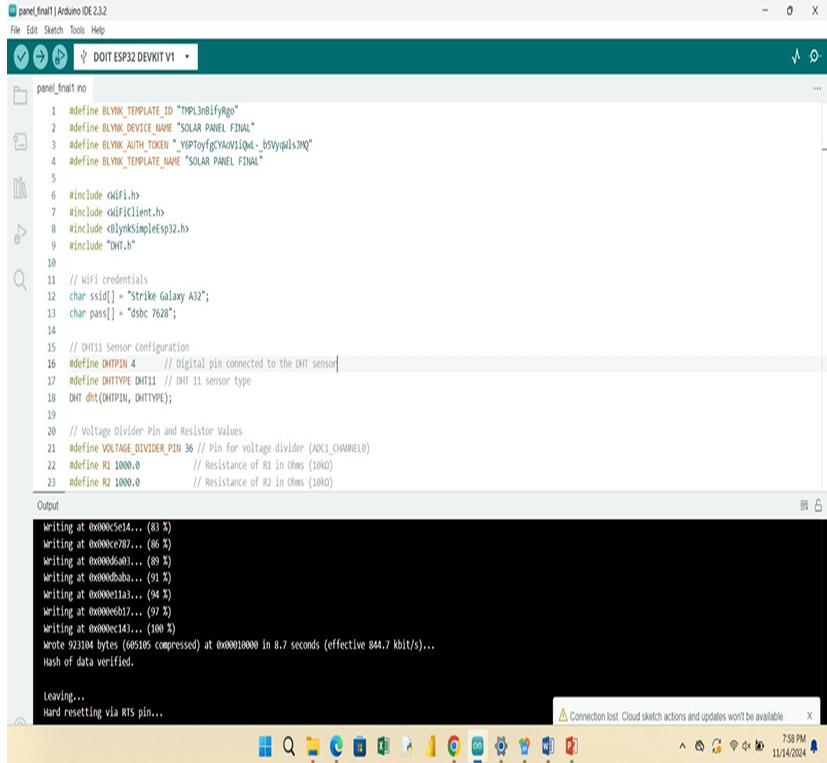 panel_final1 | Arduino IDE 2.3.2
File Edit Sketch Tools Help
DOIT ESP32 DEVKIT V1
panel_final1.ino
1 #define BLYNK_TEMPLATE_ID "TMPL3nBifyRgo"
2 #define BLYNK_DEVICE_NAME "SOLAR PANEL FINAL"
3 #define BLYNK_AUTH_TOKEN "_Y6PToyfgCYAoV1iQwL-_b5VyqWlsJMQ"
4 #define BLYNK_TEMPLATE_NAME "SOLAR PANEL FINAL"
5
6 #include <WiFi.h>
7 #include <WiFiClient.h>
8 #include <BlynkSimpleEsp32.h>
9 #include "DHT.h"
10
11 // WiFi credentials
12 char ssid[] = "Strike Galaxy A32";
13 char pass[] = "dsbc 7628";
14
15 // DHT11 Sensor Configuration
16 #define DHTPIN 4 // Digital pin connected to the DHT sensor
17 #define DHTTYPE DHT11 // DHT 11 sensor type
18 DHT dht(DHTPIN, DHTTYPE);
19
20 // Voltage Divider Pin and Resistor Values
21 #define VOLTAGE_DIVIDER_PIN 36 // Pin for voltage divider (ADC1_CHANNEL0)
22 #define R1 1000.0 // Resistance of R1 in Ohms (10kΩ)
23 #define R2 1000.0 // Resistance of R2 in Ohms (10kΩ)
Output
Writing at 0x000c5e14... (83 %)
Writing at 0x000ce787... (86 %)
Writing at 0x000d6a03... (89 %)
Writing at 0x000dbaba... (91 %)
Writing at 0x000e11a3... (94 %)
Writing at 0x000e6b17... (97 %)
Writing at 0x000ec143... (100 %)
Wrote 923104 bytes (605105 compressed) at 0x00010000 in 8.7 seconds (effective 844.7 kbit/s)...
Hash of data verified.
Leaving...
Hard resetting via RTS pin...
Connection lost. Cloud sketch actions and updates won't be available.
7:58 PM
11/14/2024